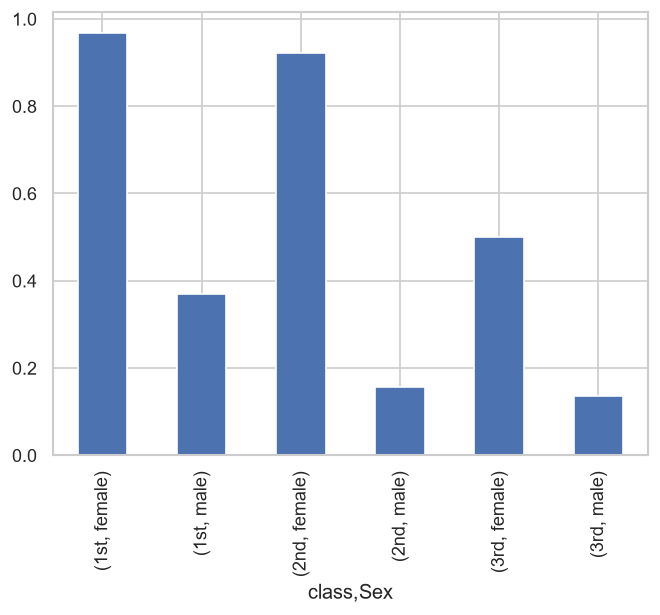 1.0
0.8
0.6
0.4
0.2
0.0
(1st, female)
(1st, male)
(2nd, female)
(2nd, male)
(3rd, female)
(3rd, male)
class,Sex